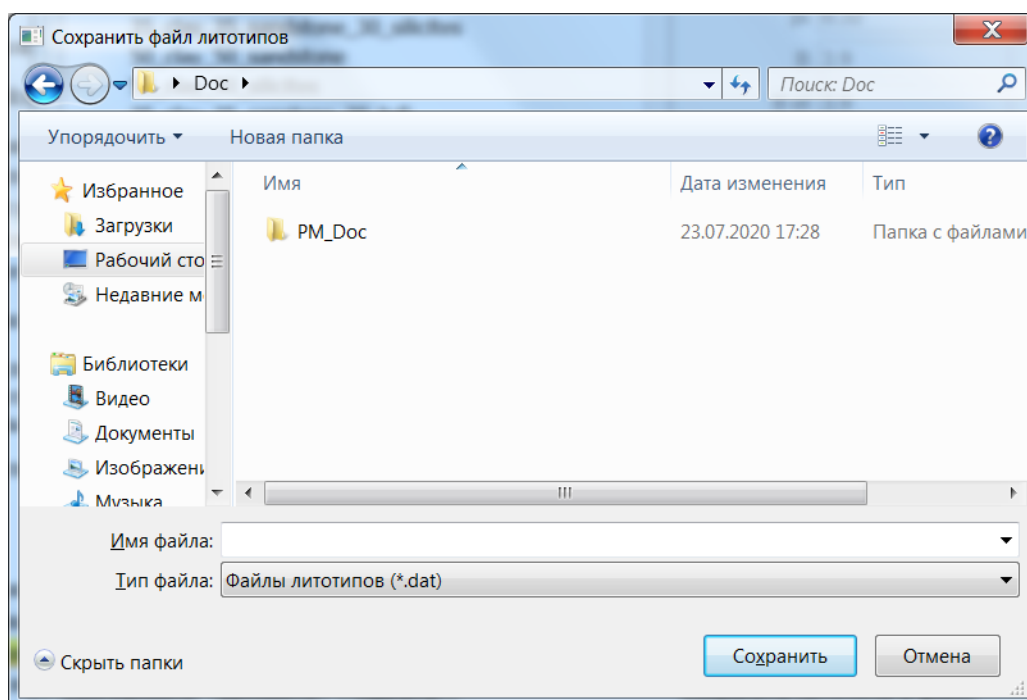 Сохранить файл литотипов
Doc
Поиск: Doc
Упорядочить
Новая папка
Имя
Дата изменения
Тип
Избранное
Загрузки
Рабочий сто
Недавние м
Библиотеки
Видео
Документы
Изображени
Музыка
PM_Doc
23.07.2020 17:28
Папка с файлами
Имя файла:
Тип файла: Файлы литотипов (*.dat)
Скрыть папки
Сохранить
Отмена